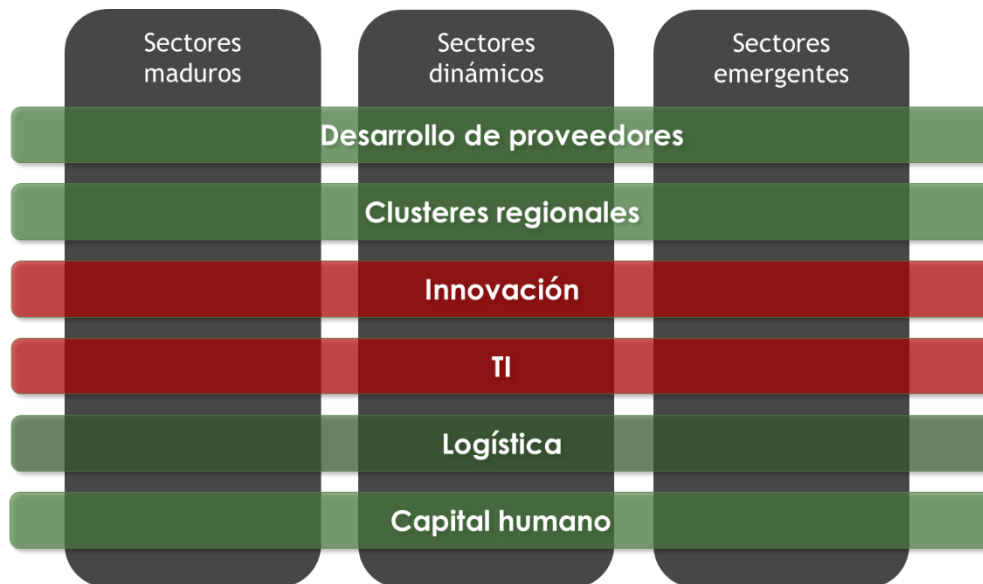 Sectores
maduros
Sectores
dinámicos
Sectores
emergentes
Desarrollo de proveedores
Clusteres regionales
Innovación
TI
Logística
Capital humano